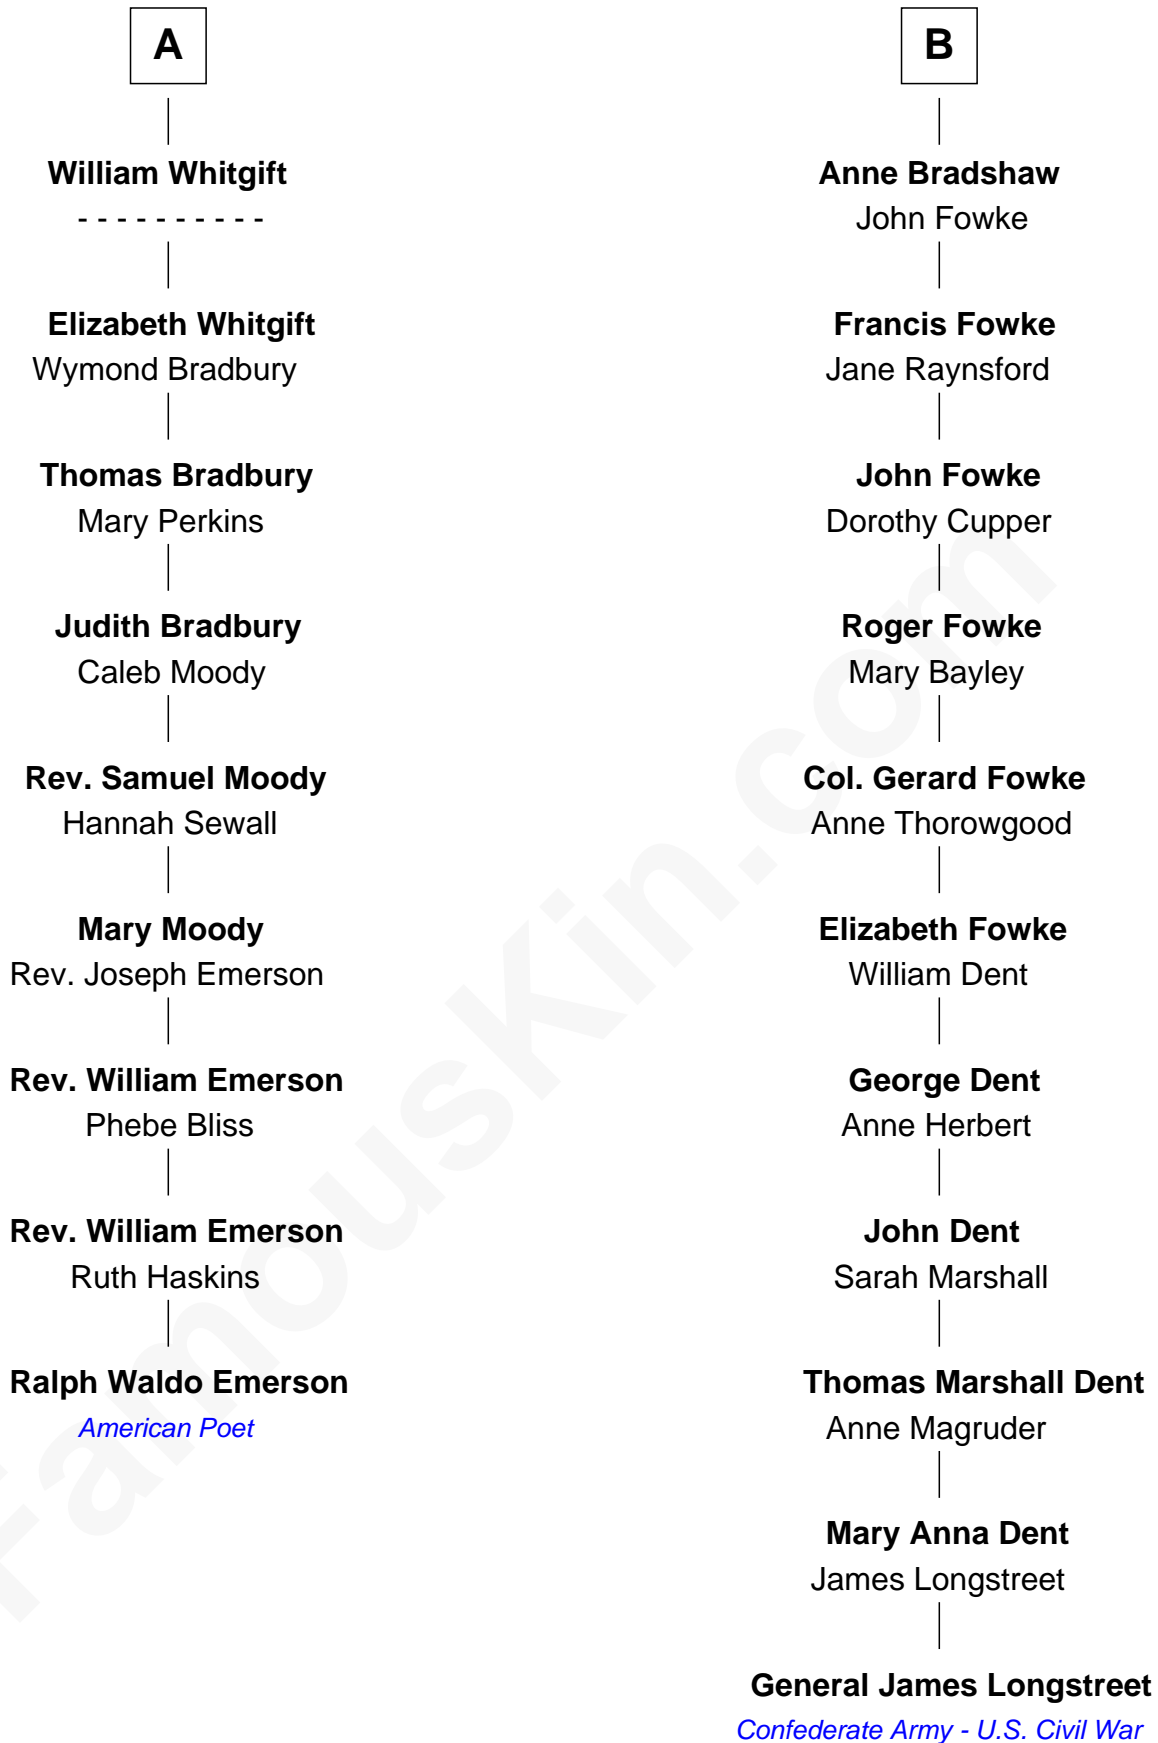 A
William Whitgift
- - - - - - - - - -
Elizabeth Whitgift
Wymond Bradbury
Thomas Bradbury
Mary Perkins
Judith Bradbury
Caleb Moody
Rev. Samuel Moody
Hannah Sewall
Mary Moody
Rev. Joseph Emerson
Rev. William Emerson
Phebe Bliss
Rev. William Emerson
Ruth Haskins
Ralph Waldo Emerson
American Poet
B
Anne Bradshaw
John Fowke
Francis Fowke
Jane Raynsford
John Fowke
Dorothy Cupper
Roger Fowke
Mary Bayley
Col. Gerard Fowke
Anne Thorowgood
Elizabeth Fowke
William Dent
George Dent
Anne Herbert
John Dent
Sarah Marshall
Thomas Marshall Dent
Anne Magruder
Mary Anna Dent
James Longstreet
General James Longstreet
Confederate Army - U.S. Civil War
FamousKin.com